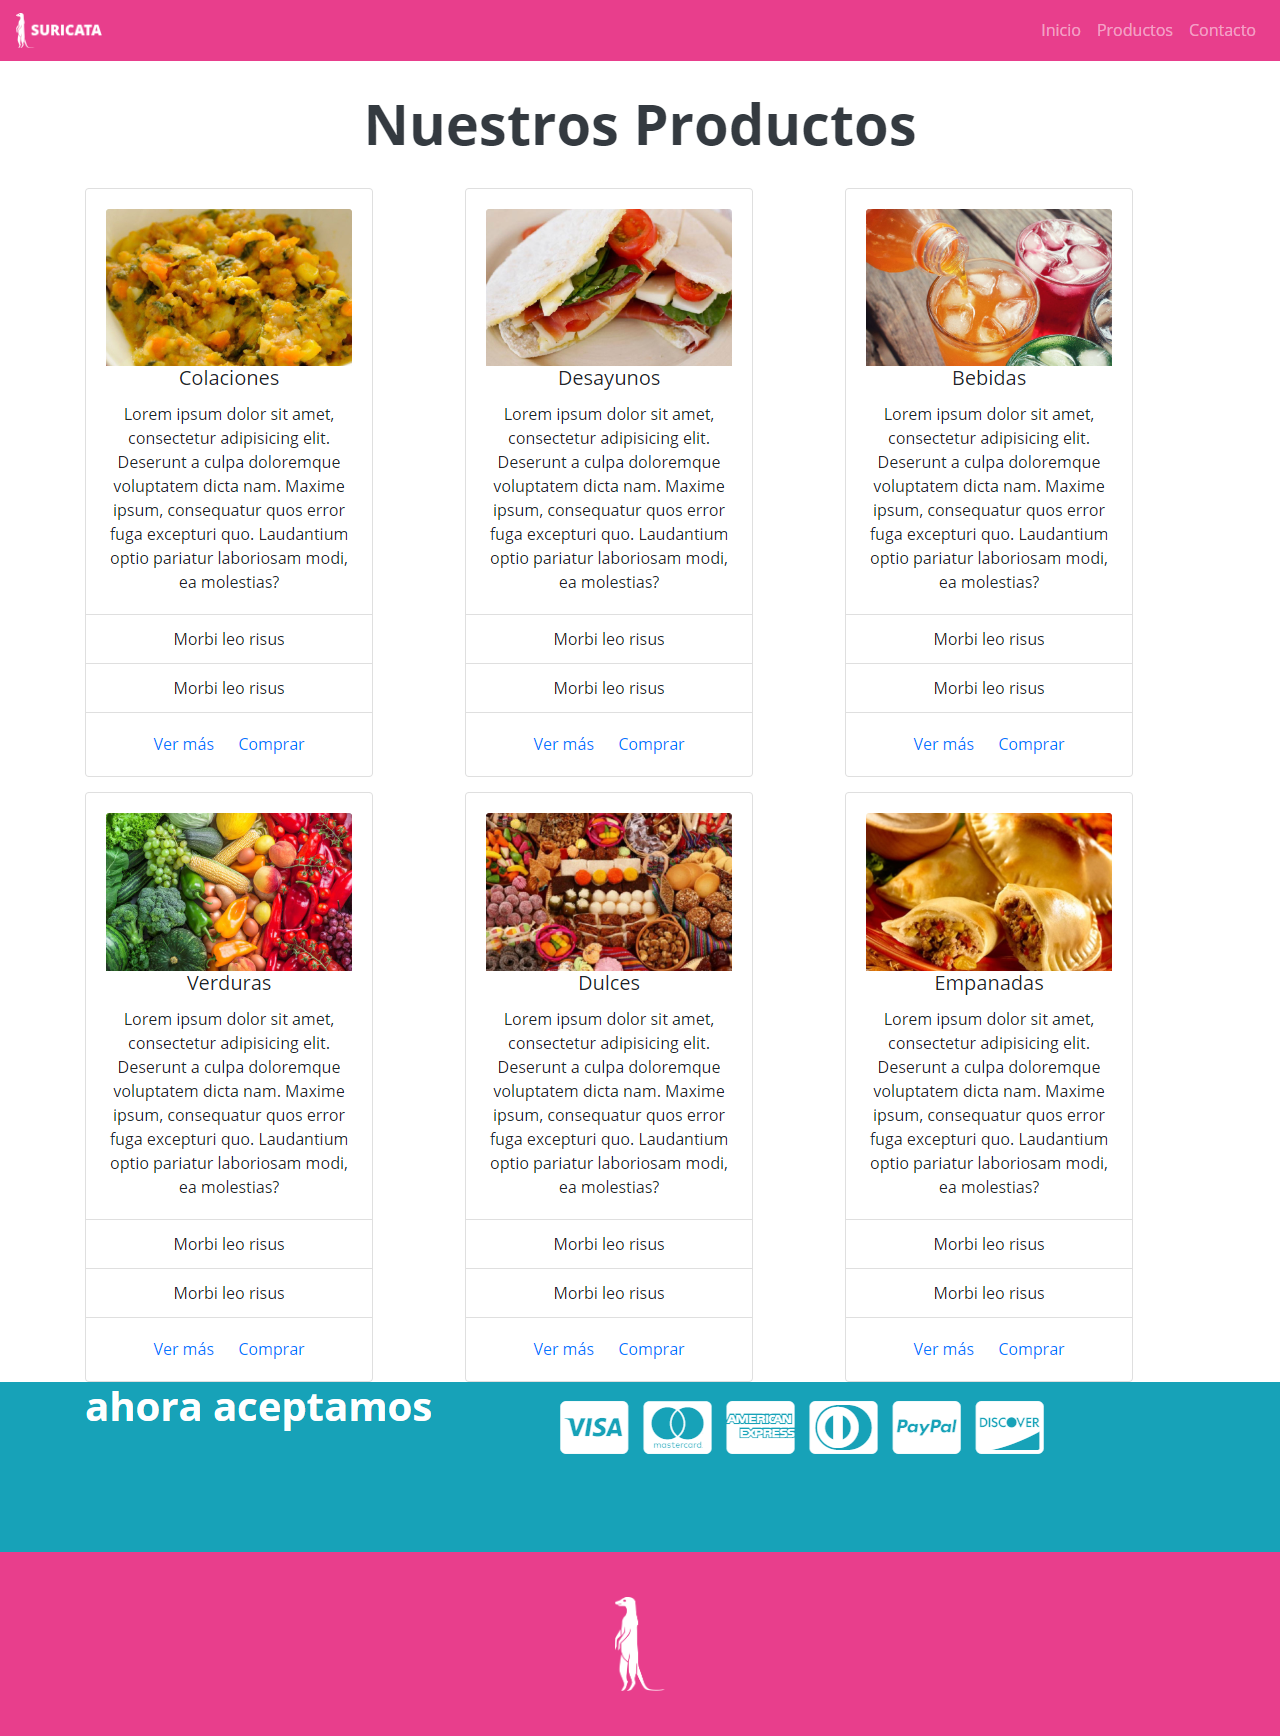 SURICATA
Inicio Productos Contacto
Nuestros Productos
Colaciones
Lorem ipsum dolor sit amet,
consectetur adipisicing elit.
Deserunt a culpa doloremque
voluptatem dicta nam. Maxime
ipsum, consequatur quos error
fuga excepturi quo. Laudantium
optio pariatur laboriosam modi,
ea molestias?
Morbi leo risus
Morbi leo risus
Ver más Comprar
Desayunos
Lorem ipsum dolor sit amet,
consectetur adipisicing elit.
Deserunt a culpa doloremque
voluptatem dicta nam. Maxime
ipsum, consequatur quos error
fuga excepturi quo. Laudantium
optio pariatur laboriosam modi,
ea molestias?
Morbi leo risus
Morbi leo risus
Ver más Comprar
Bebidas
Lorem ipsum dolor sit amet,
consectetur adipisicing elit.
Deserunt a culpa doloremque
voluptatem dicta nam. Maxime
ipsum, consequatur quos error
fuga excepturi quo. Laudantium
optio pariatur laboriosam modi,
ea molestias?
Morbi leo risus
Morbi leo risus
Ver más Comprar
Verduras
Lorem ipsum dolor sit amet,
consectetur adipisicing elit.
Deserunt a culpa doloremque
voluptatem dicta nam. Maxime
ipsum, consequatur quos error
fuga excepturi quo. Laudantium
optio pariatur laboriosam modi,
ea molestias?
Morbi leo risus
Morbi leo risus
Ver más Comprar
Dulces
Lorem ipsum dolor sit amet,
consectetur adipisicing elit.
Deserunt a culpa doloremque
voluptatem dicta nam. Maxime
ipsum, consequatur quos error
fuga excepturi quo. Laudantium
optio pariatur laboriosam modi,
ea molestias?
Morbi leo risus
Morbi leo risus
Ver más Comprar
Empanadas
Lorem ipsum dolor sit amet,
consectetur adipisicing elit.
Deserunt a culpa doloremque
voluptatem dicta nam. Maxime
ipsum, consequatur quos error
fuga excepturi quo. Laudantium
optio pariatur laboriosam modi,
ea molestias?
Morbi leo risus
Morbi leo risus
Ver más Comprar
ahora aceptamos
VISA
mastercard
AMERICAN
EXPRESS
PayPal
DISCOVER